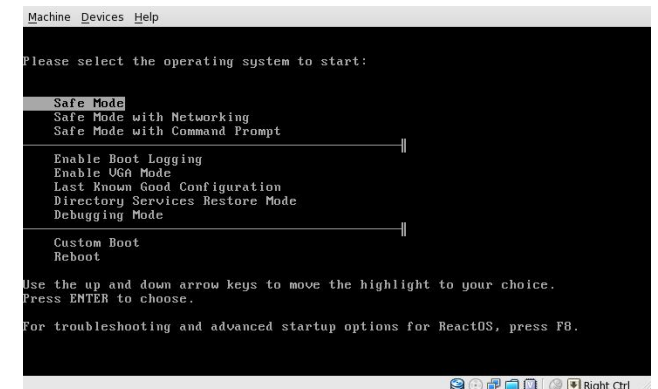 Machine Devices Help
Please select the operating system to start:
Safe Mode
Safe Mode with Networking
Safe Mode with Command Prompt
Enable Boot Logging
Enable VGA Mode
Last Known Good Configuration
Directory Services Restore Mode
Debugging Mode
Custom Boot
Reboot
Use the up and down arrow keys to move the highlight to your choice.
Press ENTER to choose.
For troubleshooting and advanced startup options for ReactOS, press F8.
Right Ctrl